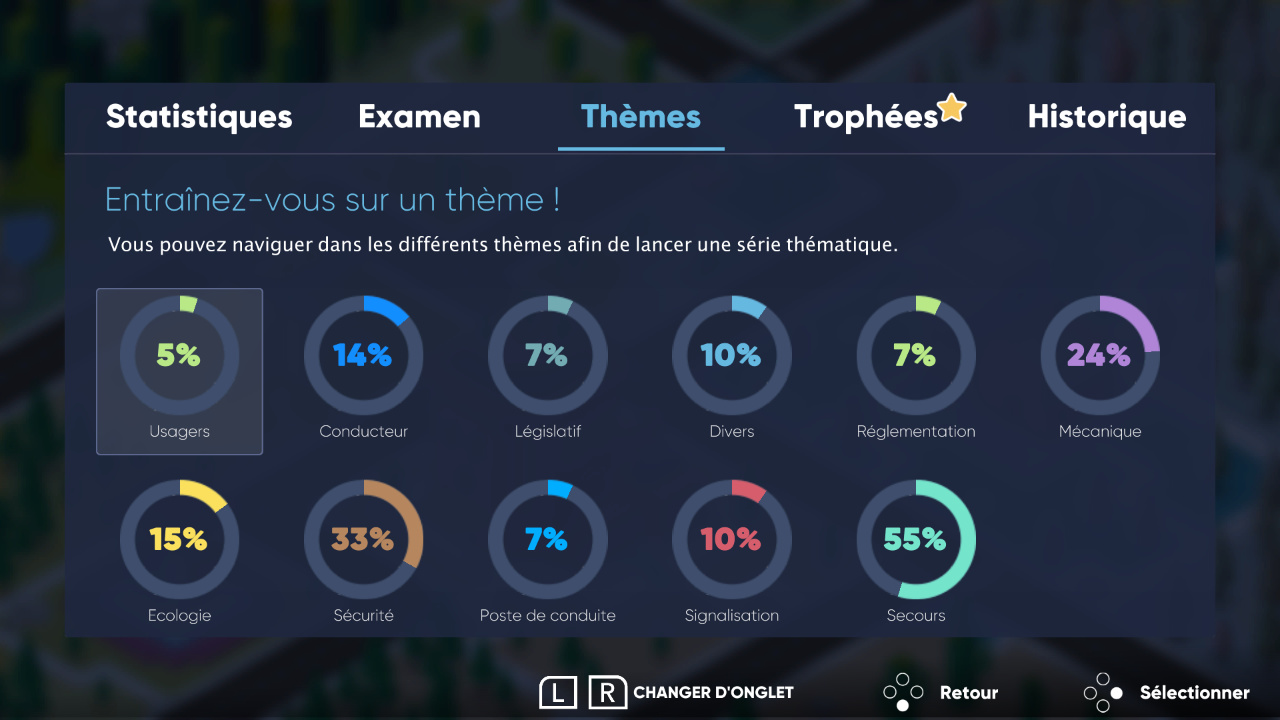 Statistiques Examen Thèmes Trophées Historique
Entraînez-vous sur un thème !
Vous pouvez naviguer dans les différents thèmes afin de lancer une série thématique.
5% 14% 7% 10% 7% 24%
Usagers Conducteur Législatif Divers Réglementation Mécanique
15% 33% 7% 10% 55%
Ecologie Sécurité Poste de conduite Signalisation Secours
L R CHANGER D'ONGLET Retour Sélectionner